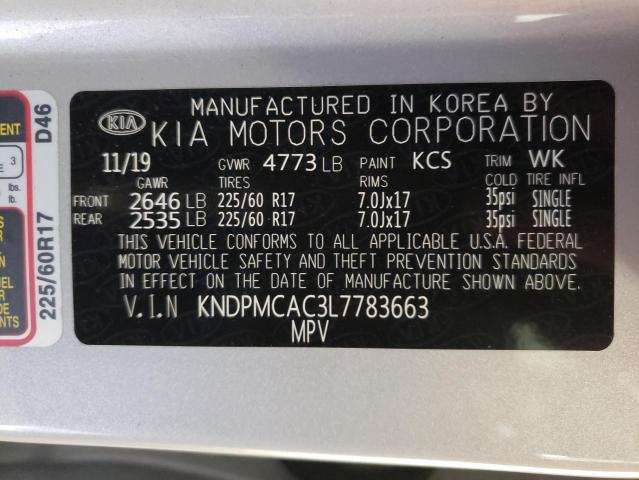 MANUFACTURED IN KOREA BY
KIA KIA MOTORS CORPORATION
11/19 GVWR 4773 LB PAINT KCS TRIM WK
GAWR TIRES RIMS COLD TIRE INFL
FRONT 2646 LB 225/60 R17 7.0Jx17 35psi SINGLE
REAR 2535 LB 225/60 R17 7.0Jx17 35psi SINGLE
THIS VEHICLE CONFORMS TO ALL APPLICABLE U.S.A. FEDERAL
MOTOR VEHICLE SAFETY AND THEFT PREVENTION STANDARDS
IN EFFECT ON THE DATE OF MANUFACTURE SHOWN ABOVE.
V.I.N KNDPMCAC3L7783663
MPV
225/60R17 D46
3
lbs.
lb.